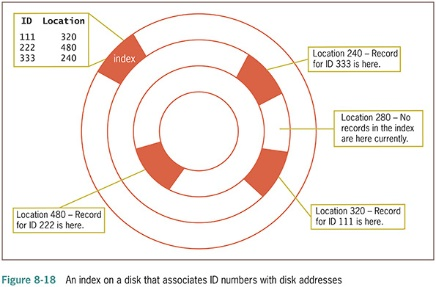 ID Location
111 320
222 480
333 240
index
Location 240 – Record
for ID 333 is here.
Location 280 – No
records in the index
are here currently.
Location 480 – Record
for ID 222 is here.
Location 320 – Record
for ID 111 is here.
Figure 8-18 An index on a disk that associates ID numbers with disk addresses